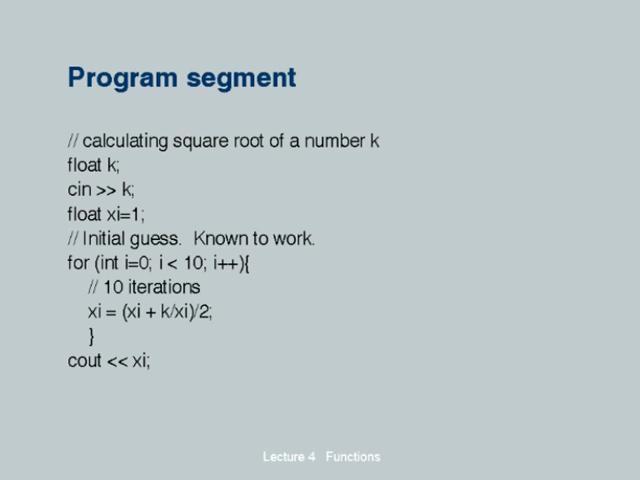 Program segment
// calculating square root of a number k
float k;
cin >> k;
float xi=1;
// Initial guess.  Known to work.
for (int i=0; i < 10; i++){
// 10 iterations
xi = (xi + k/xi)/2;
}
cout << xi;
Lecture 4   Functions